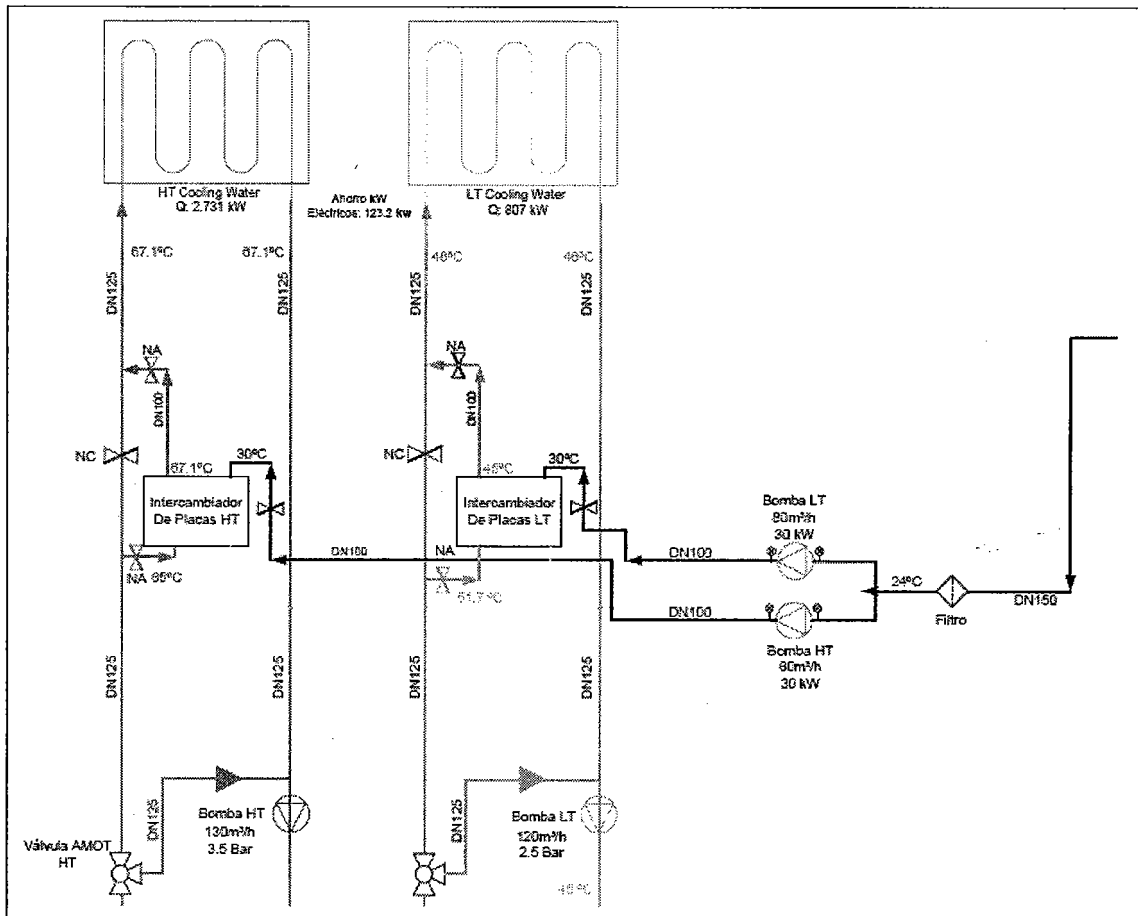 HT Cooling Water
Q: 2.731 kW
Ahorro kW
Eléctricos: 123.2 kw
LT Cooling Water
Q: 807 kW
67.1ºC
67.1ºC
46ºC
46ºC
DN125
DN125
DN125
DN125
NA
NA
DN100
DN100
NC
NC
67.1ºC
30ºC
46ºC
30ºC
Intercambiador
De Placas HT
Intercambiador
De Placas LT
Bomba LT
80m³/h
30 kW
NA
85ºC
DN100
NA
51.7ºC
DN100
24ºC
DN150
Filtro
DN100
Bomba HT
80m³/h
30 kW
DN125
DN125
DN125
DN125
DN125
Bomba HT
130m³/h
3.5 Bar
DN125
Bomba LT
120m³/h
2.5 Bar
Válvula AMOT
HT
46ºC